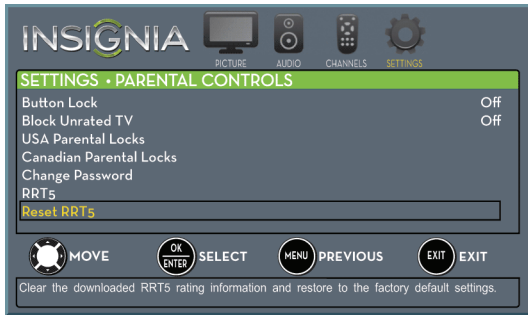 INSIGNIA
PICTURE AUDIO CHANNELS SETTINGS
SETTINGS • PARENTAL CONTROLS
Button Lock Off
Block Unrated TV Off
USA Parental Locks
Canadian Parental Locks
Change Password
RRT5
Reset RRT5
MOVE OK ENTER SELECT MENU PREVIOUS EXIT EXIT
Clear the downloaded RRT5 rating information and restore to the factory default settings.